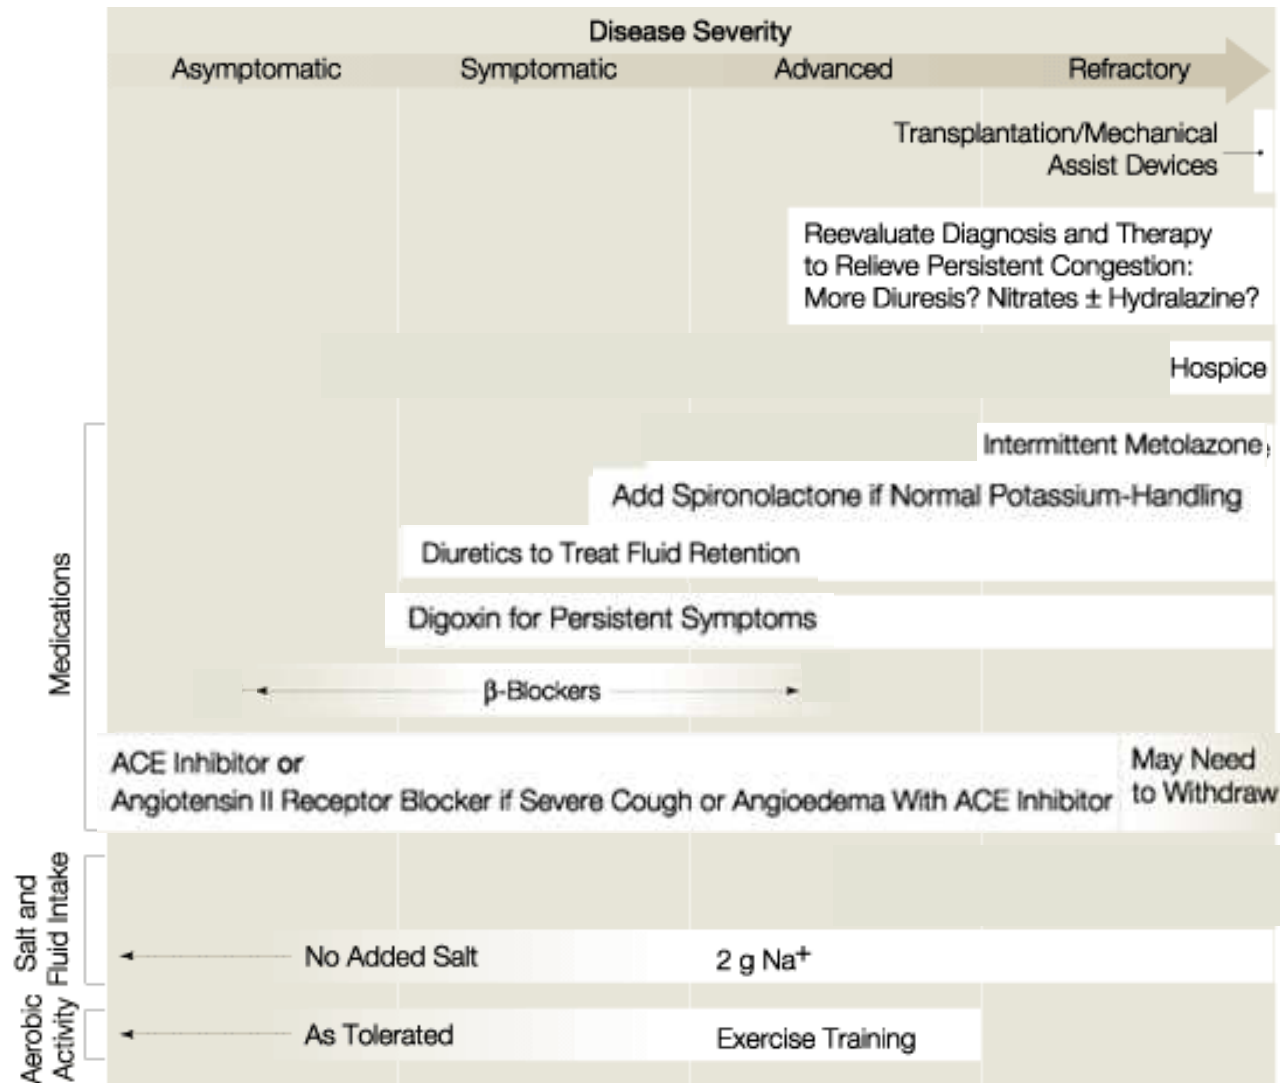 Disease Severity
Asymptomatic Symptomatic Advanced Refractory
Transplantation/Mechanical
Assist Devices
Reevaluate Diagnosis and Therapy
to Relieve Persistent Congestion:
More Diuresis? Nitrates ± Hydralazine?
Hospice
Medications
Intermittent Metolazone
Add Spironolactone if Normal Potassium-Handling
Diuretics to Treat Fluid Retention
Digoxin for Persistent Symptoms
β-Blockers
ACE Inhibitor or
Angiotensin II Receptor Blocker if Severe Cough or Angioedema With ACE Inhibitor
May Need
to Withdraw
Salt and
Fluid Intake
No Added Salt 2 g Na⁺
Aerobic
Activity
As Tolerated Exercise Training